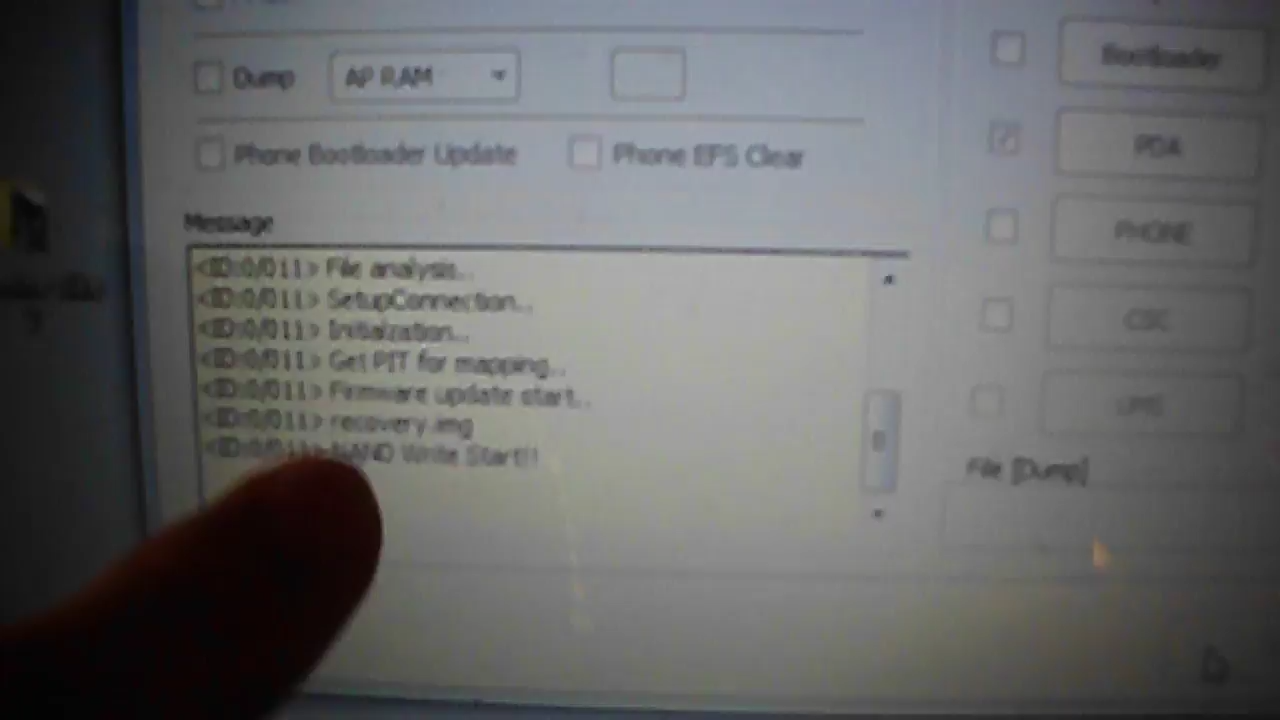 Dump
AP RAM
Bootloader
PDA
Phone Bootloader Update
Phone EFS Clear
PHONE
Message
<ID:0/011> File analysis..
<ID:0/011> SetupConnection..
<ID:0/011> Initialzation..
<ID:0/011> Get PIT for mapping..
<ID:0/011> Firmware update start..
<ID:0/011> recovery.img
<ID:0/011> NAND Write Start!!
CSC
UMS
File [Dump]